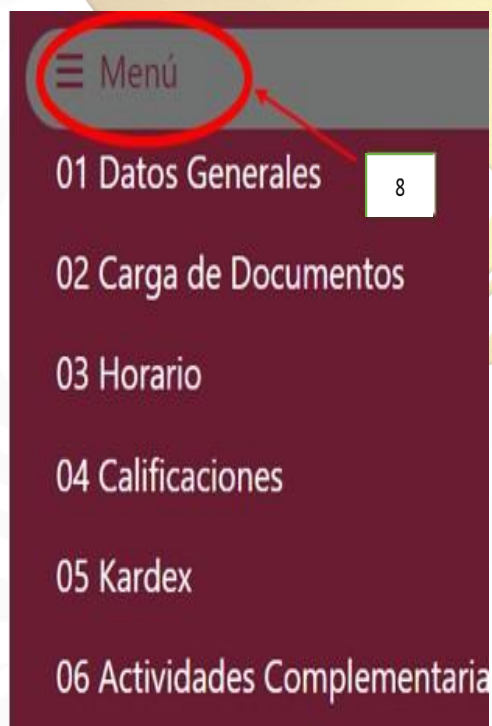 ☰ Menú
01 Datos Generales
8
02 Carga de Documentos
03 Horario
04 Calificaciones
05 Kardex
06 Actividades Complementaria